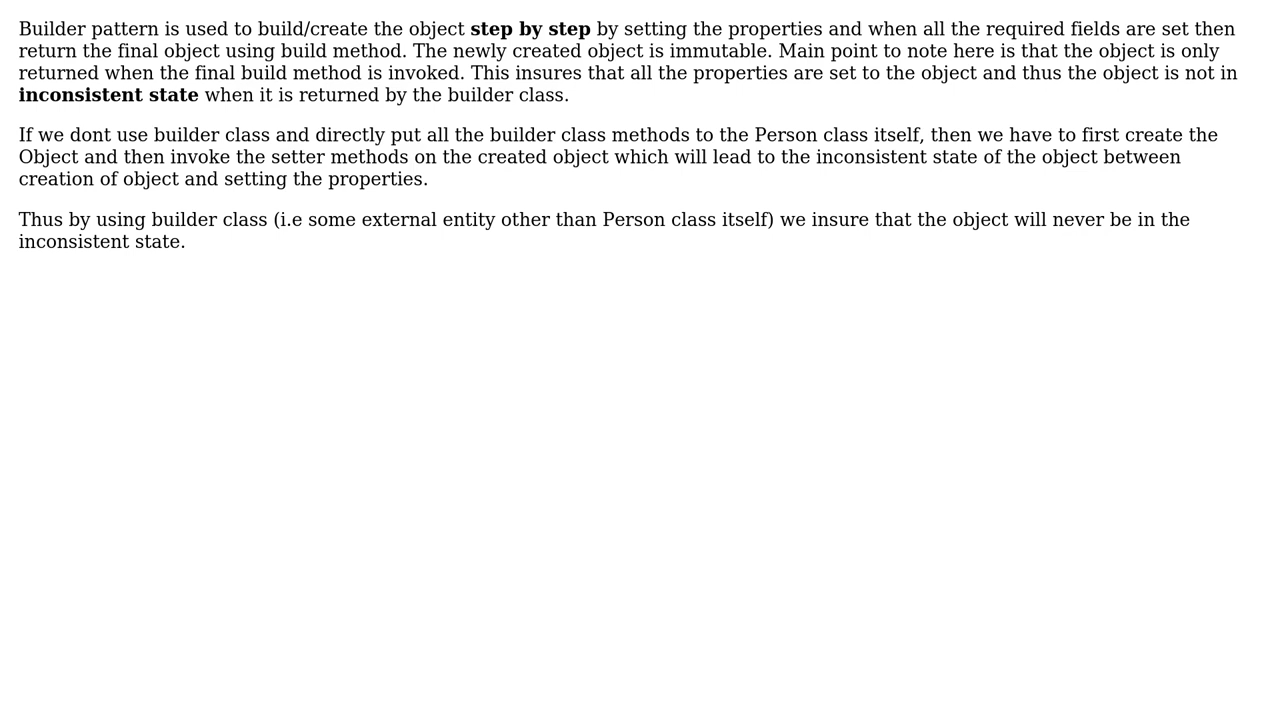 Builder pattern is used to build/create the object step by step by setting the properties and when all the required fields are set then
return the final object using build method. The newly created object is immutable. Main point to note here is that the object is only
returned when the final build method is invoked. This insures that all the properties are set to the object and thus the object is not in
inconsistent state when it is returned by the builder class.
If we dont use builder class and directly put all the builder class methods to the Person class itself, then we have to first create the
Object and then invoke the setter methods on the created object which will lead to the inconsistent state of the object between
creation of object and setting the properties.
Thus by using builder class (i.e some external entity other than Person class itself) we insure that the object will never be in the
inconsistent state.